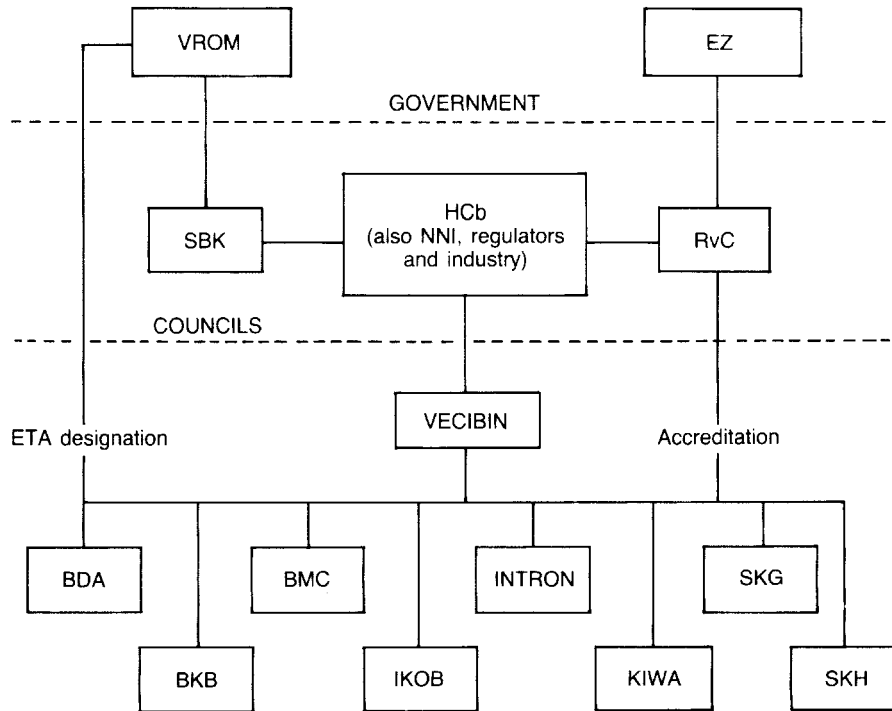 VROM
EZ
GOVERNMENT
SBK
HCb
(also NNI, regulators
and industry)
RvC
COUNCILS
VECIBIN
ETA designation
Accreditation
BDA
BMC
INTRON
SKG
BKB
IKOB
KIWA
SKH